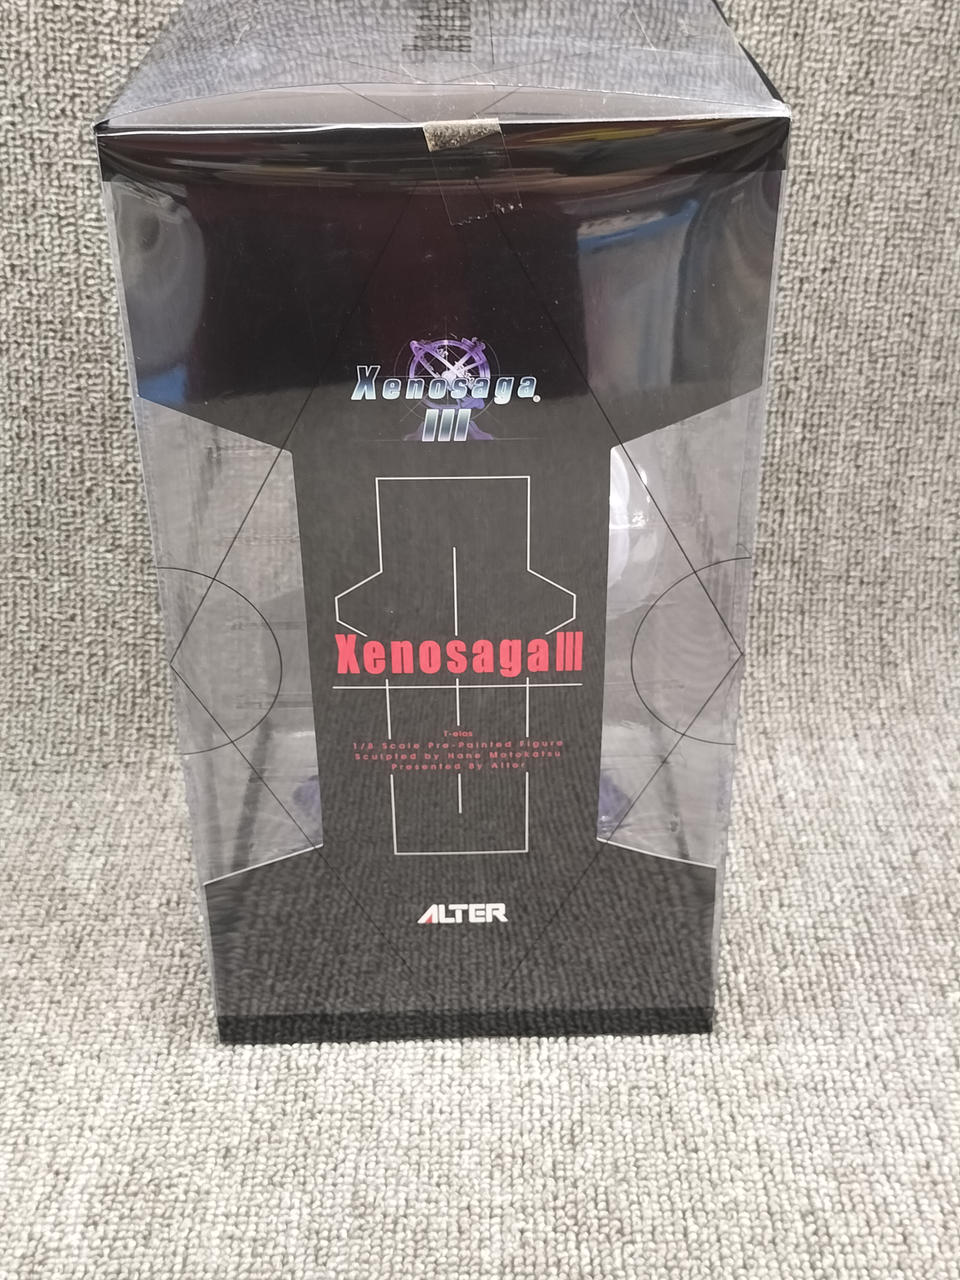 Xenosaga®
III
XenosagaIII
T-elos
1/8 Scale Pre-Painted Figure
Sculpted by Hane Motokatsu
Presented By Alter
ALTER